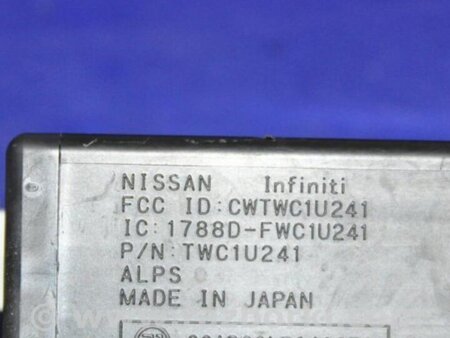 NISSAN Infiniti
FCC ID:CWTWC1U241
IC:1788D-FWC1U241
P/N:TWC1U241
ALPS
MADE IN JAPAN